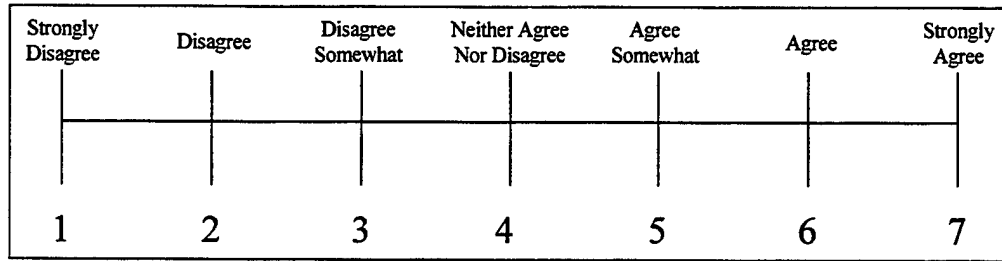 Strongly Disagree Neither Agree Agree Strongly
Disagree Disagree Somewhat Nor Disagree Somewhat Agree Agree
1 2 3 4 5 6 7